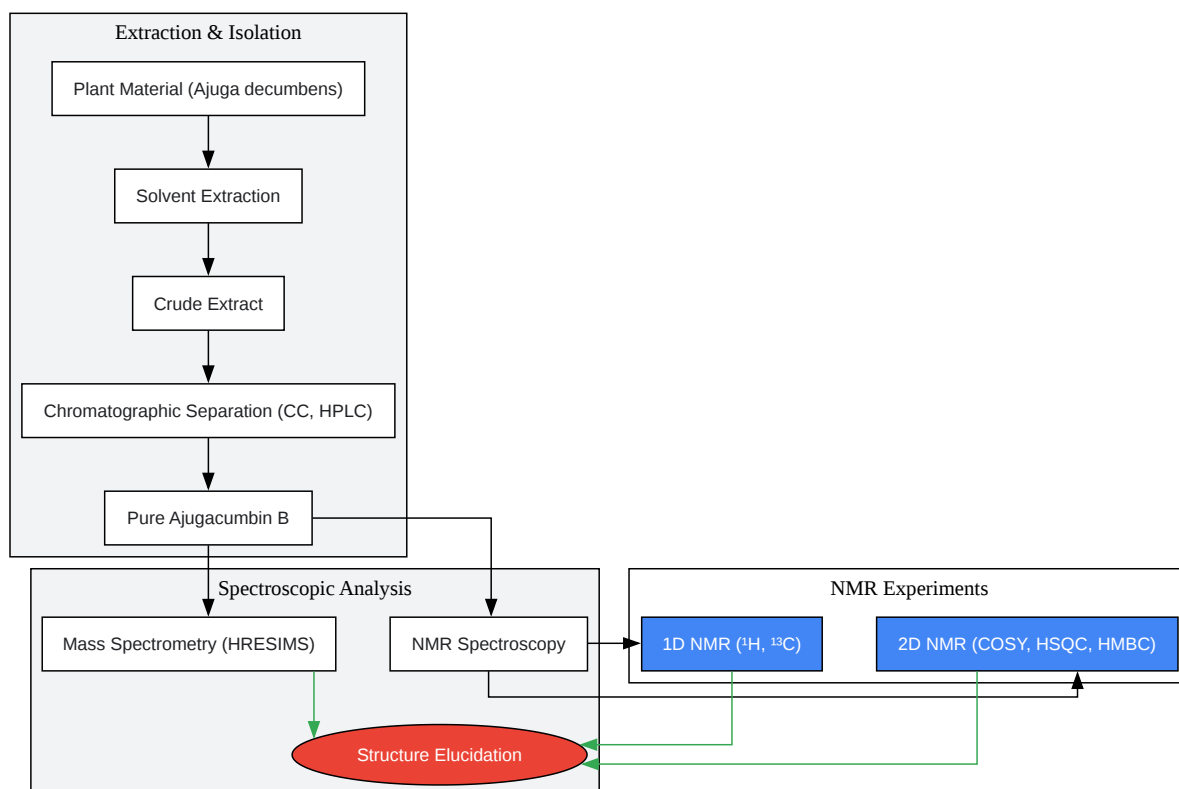 Extraction & Isolation
Plant Material (Ajuga decumbens)
Solvent Extraction
Crude Extract
Chromatographic Separation (CC, HPLC)
Pure Ajugacumbin B
Spectroscopic Analysis
NMR Experiments
Mass Spectrometry (HRESIMS)
NMR Spectroscopy
1D NMR (¹H, ¹³C)
2D NMR (COSY, HSQC, HMBC)
Structure Elucidation